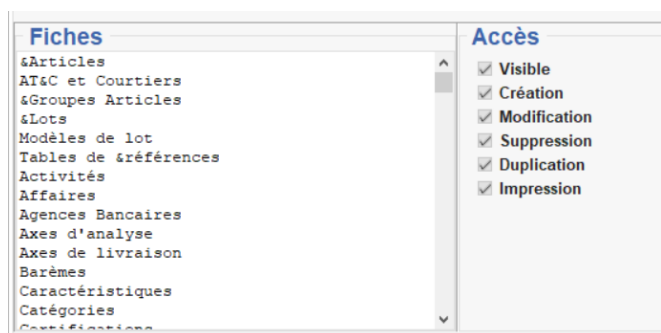 Fiches
&Articles
AT&C et Courtiers
&Groupes Articles
&Lots
Modèles de lot
Tables de &références
Activités
Affaires
Agences Bancaires
Axes d'analyse
Axes de livraison
Barèmes
Caractéristiques
Catégories
Certifications
Accès
Visible
Création
Modification
Suppression
Duplication
Impression